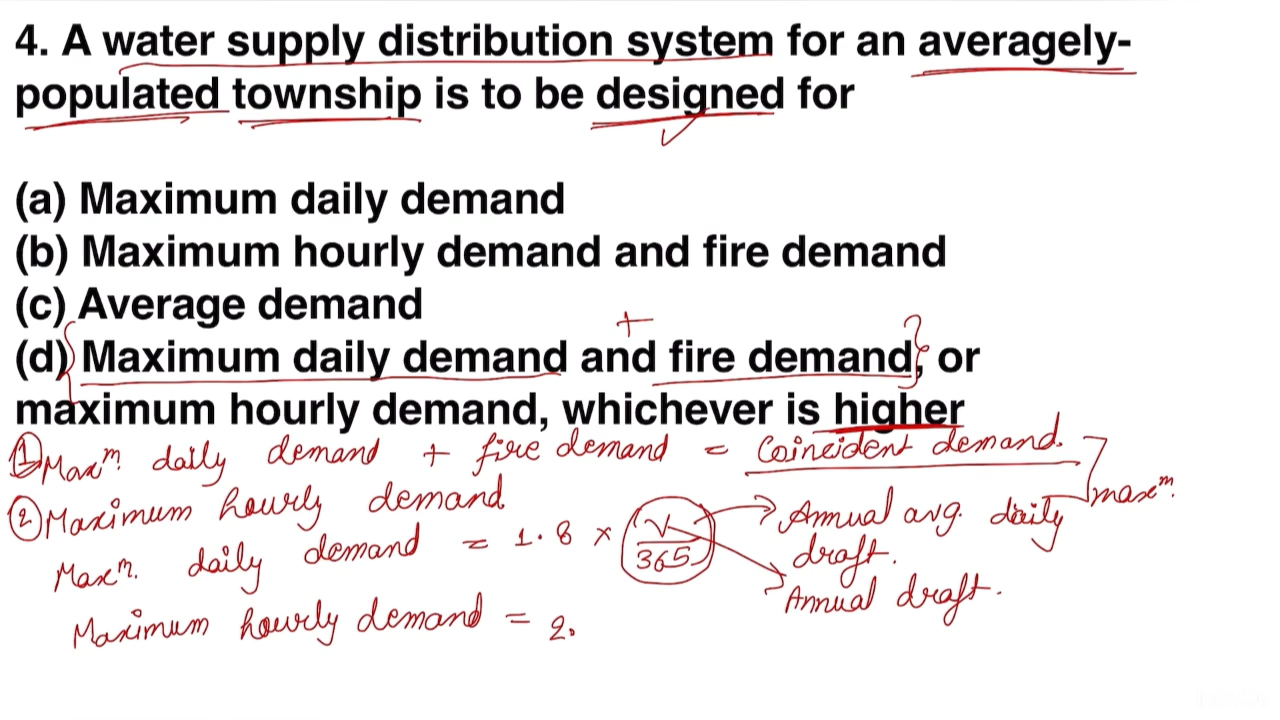 4. A water supply distribution system for an averagely-
populated township is to be designed for
(a) Maximum daily demand
(b) Maximum hourly demand and fire demand
(c) Average demand
+
(d) Maximum daily demand and fire demand, or
maximum hourly demand, whichever is higher
① Maxᵐ. daily demand + fire demand = Coincident demand.
② Maximum hourly demand
maxᵐ.
Maxᵐ. daily demand = 1.8 × (V/365) → Annual avg. daily
draft.
Annual draft.
Maximum hourly demand = 2.